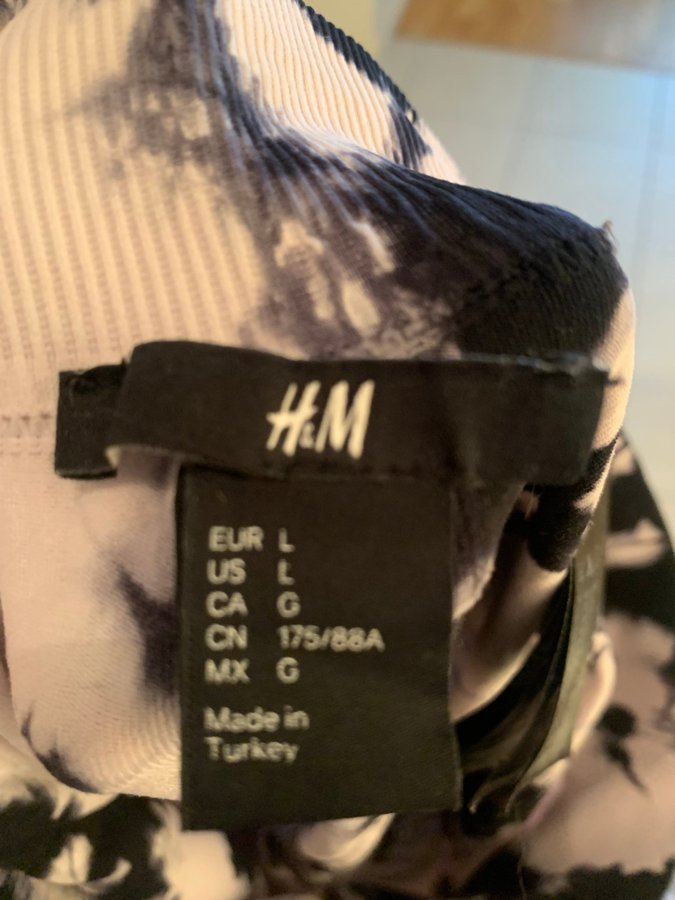 H&M
EUR L
US L
CA G
CN 175/88A
MX G
Made in
Turkey